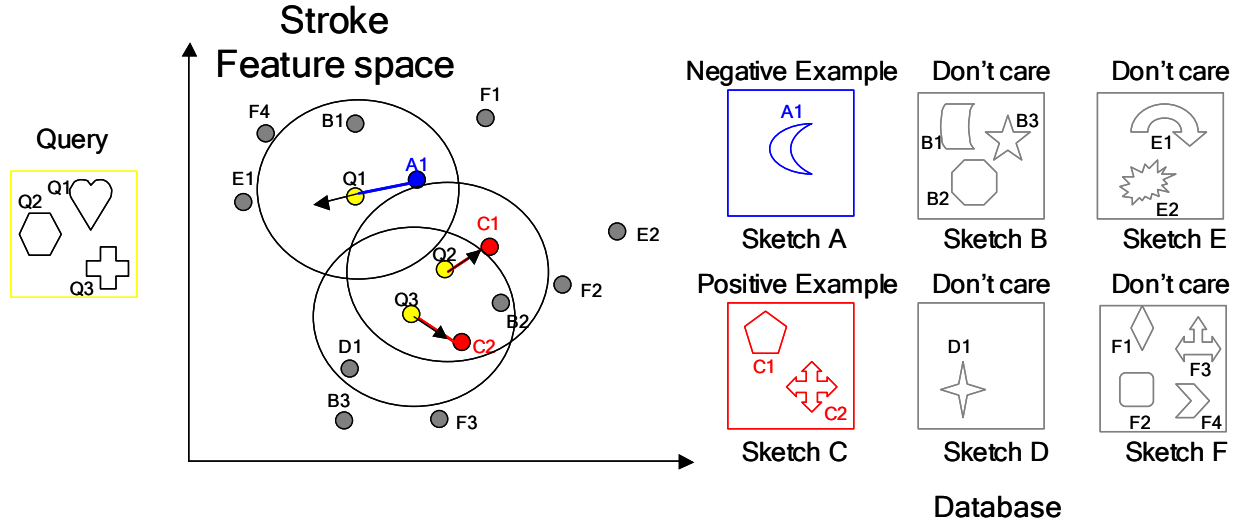 Stroke
Feature space
Query
Q1
Q2
Q3
F4
B1
F1
A1
E1
Q1
C1
E2
Q2
F2
Q3
B2
C2
D1
B3
F3
Negative Example
Don't care
Don't care
A1
B1
B3
B2
E1
E2
Sketch A
Sketch B
Sketch E
Positive Example
Don't care
Don't care
C1
C2
D1
F1
F3
F2
F4
Sketch C
Sketch D
Sketch F
Database